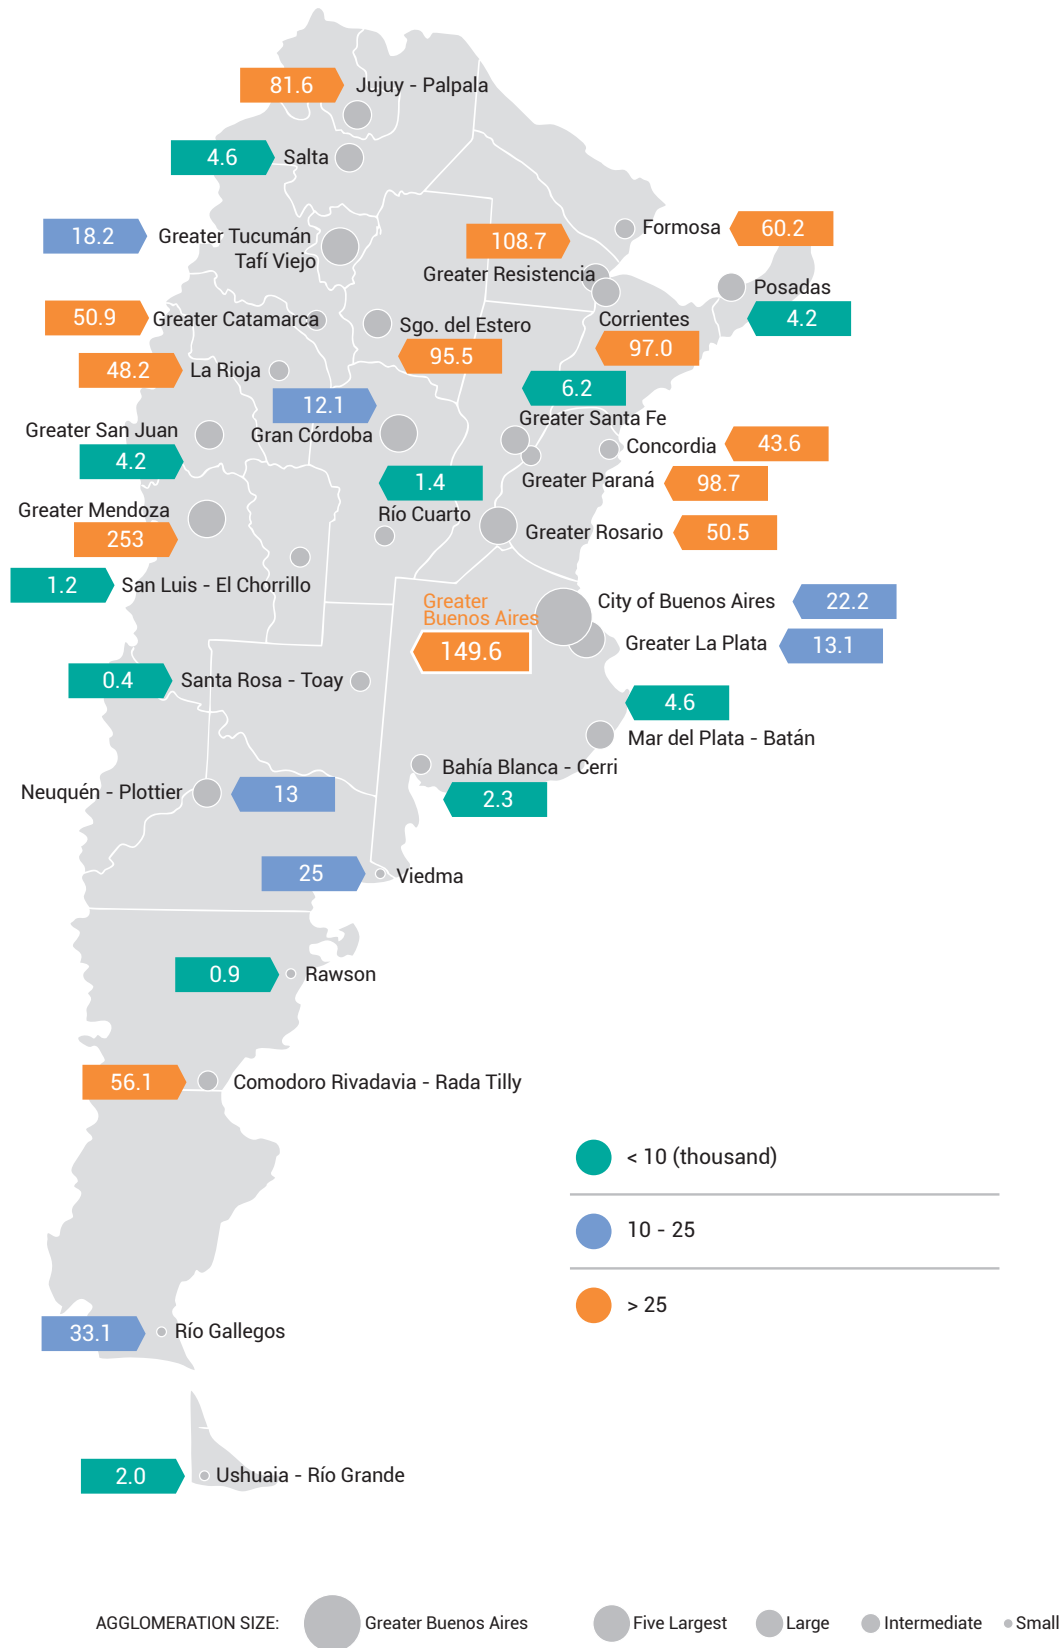 81.6
Jujuy - Palpala
4.6
Salta
18.2
Greater Tucumán
Tafí Viejo
108.7
Greater Resistencia
Formosa
60.2
Posadas
4.2
50.9
Greater Catamarca
Sgo. del Estero
95.5
Corrientes
97.0
48.2
La Rioja
12.1
Gran Córdoba
6.2
Greater Santa Fe
Greater San Juan
4.2
Concordia
43.6
1.4
Río Cuarto
Greater Paraná
98.7
Greater Mendoza
253
Greater Rosario
50.5
1.2
San Luis - El Chorrillo
Greater
Buenos Aires
149.6
City of Buenos Aires
22.2
Greater La Plata
13.1
0.4
Santa Rosa - Toay
4.6
Mar del Plata - Batán
Neuquén - Plottier
13
Bahía Blanca - Cerri
2.3
25
Viedma
0.9
Rawson
56.1
Comodoro Rivadavia - Rada Tilly
< 10 (thousand)
10 - 25
> 25
33.1
Río Gallegos
2.0
Ushuaia - Río Grande
AGGLOMERATION SIZE:
Greater Buenos Aires
Five Largest
Large
Intermediate
Small